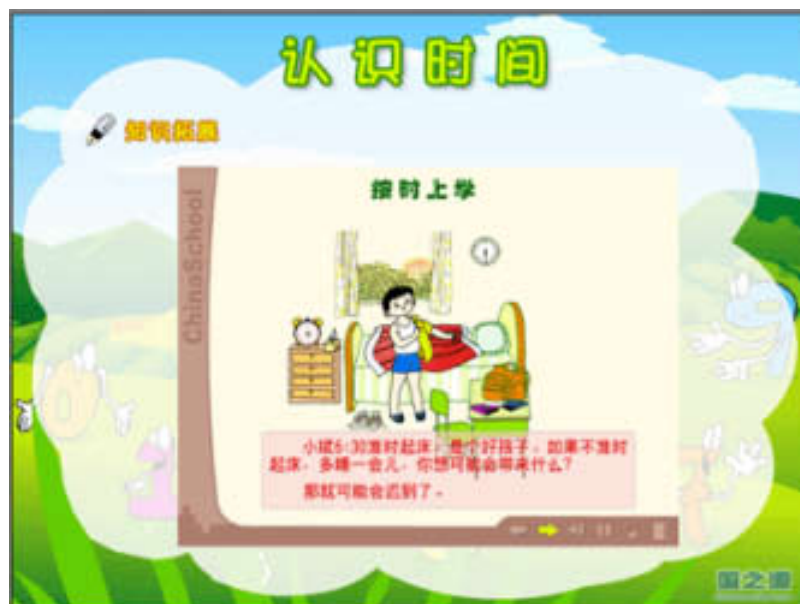 认识时间
知识拓展
ChinaSchool
按时上学
小斌6:30准时起床，是个好孩子。如果不准时
起床，多睡一会儿，你想可能会带来什么？
那就可能会迟到了。
国之源